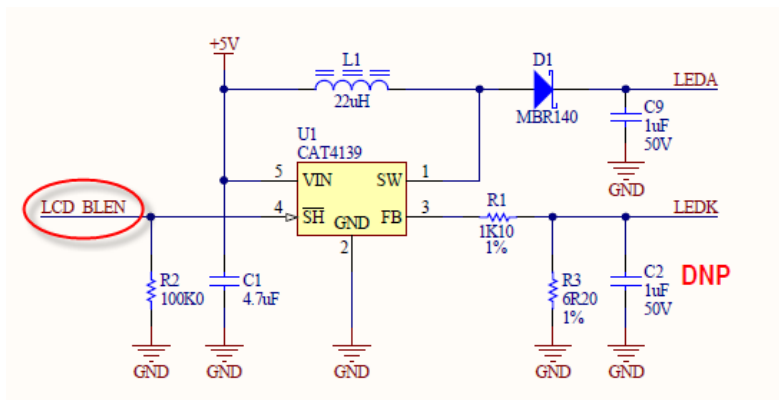 +5V
L1
22uH
D1
MBR140
LEDA
C9
1uF
50V
GND
U1
CAT4139
5
VIN
SW
1
LCD_BLEN
4
SH
GND
FB
3
2
R1
1K10
1%
LEDK
R2
100K0
C1
4.7uF
R3
6R20
1%
C2
1uF
50V
DNP
GND
GND
GND
GND
GND